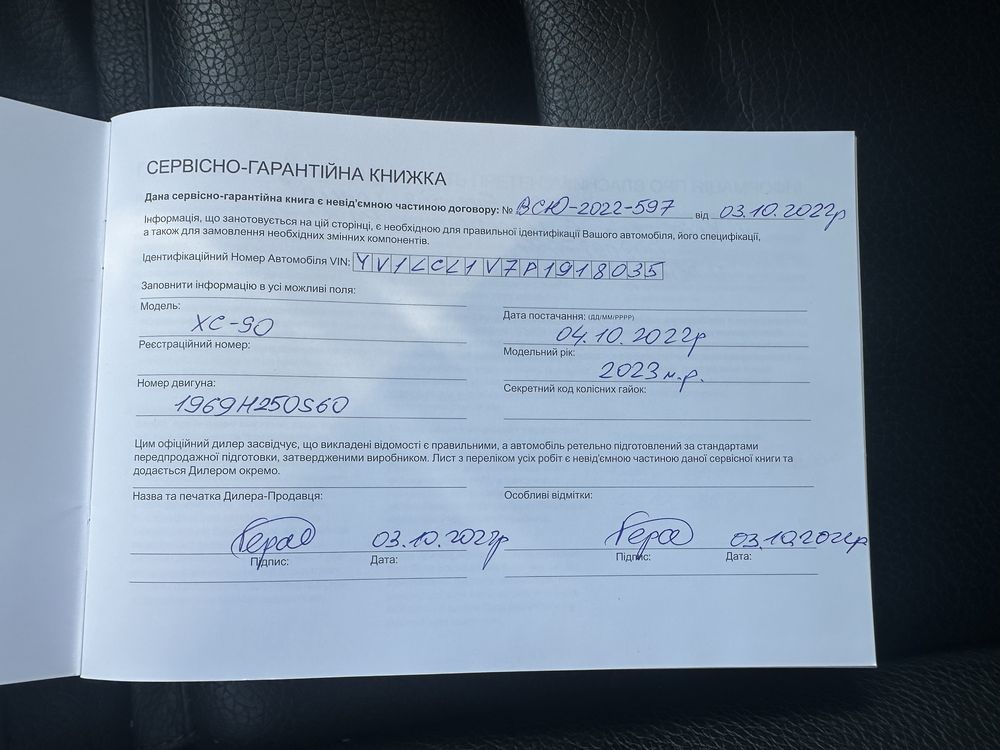 СЕРВІСНО-ГАРАНТІЙНА КНИЖКА
Дана сервісно-гарантійна книга є невід'ємною частиною договору: № ВСЮ-2022-597 від 03.10.2022р
Інформація, що занотовується на цій сторінці, є необхідною для правильної ідентифікації Вашого автомобіля, його специфікації,
а також для замовлення необхідних змінних компонентів.
Ідентифікаційний Номер Автомобіля VIN: YV1LCL1V7P1918035
Заповнити інформацію в усі можливі поля:
Модель:
XC-90
Реєстраційний номер:
Номер двигуна:
1969H250S60
Дата постачання: (ДД/ММ/РРРР)
04.10.2022р
Модельний рік:
2023 м.р.
Секретний код колісних гайок:
Цим офіційний дилер засвідчує, що викладені відомості є правильними, а автомобіль ретельно підготовлений за стандартами
передпродажної підготовки, затвердженими виробником. Лист з переліком усіх робіт є невід'ємною частиною даної сервісної книги та
додається Дилером окремо.
Назва та печатка Дилера-Продавця:
03.10.2022р
Підпис: Дата:
Особливі відмітки:
03.10.2022р
Підпис: Дата: